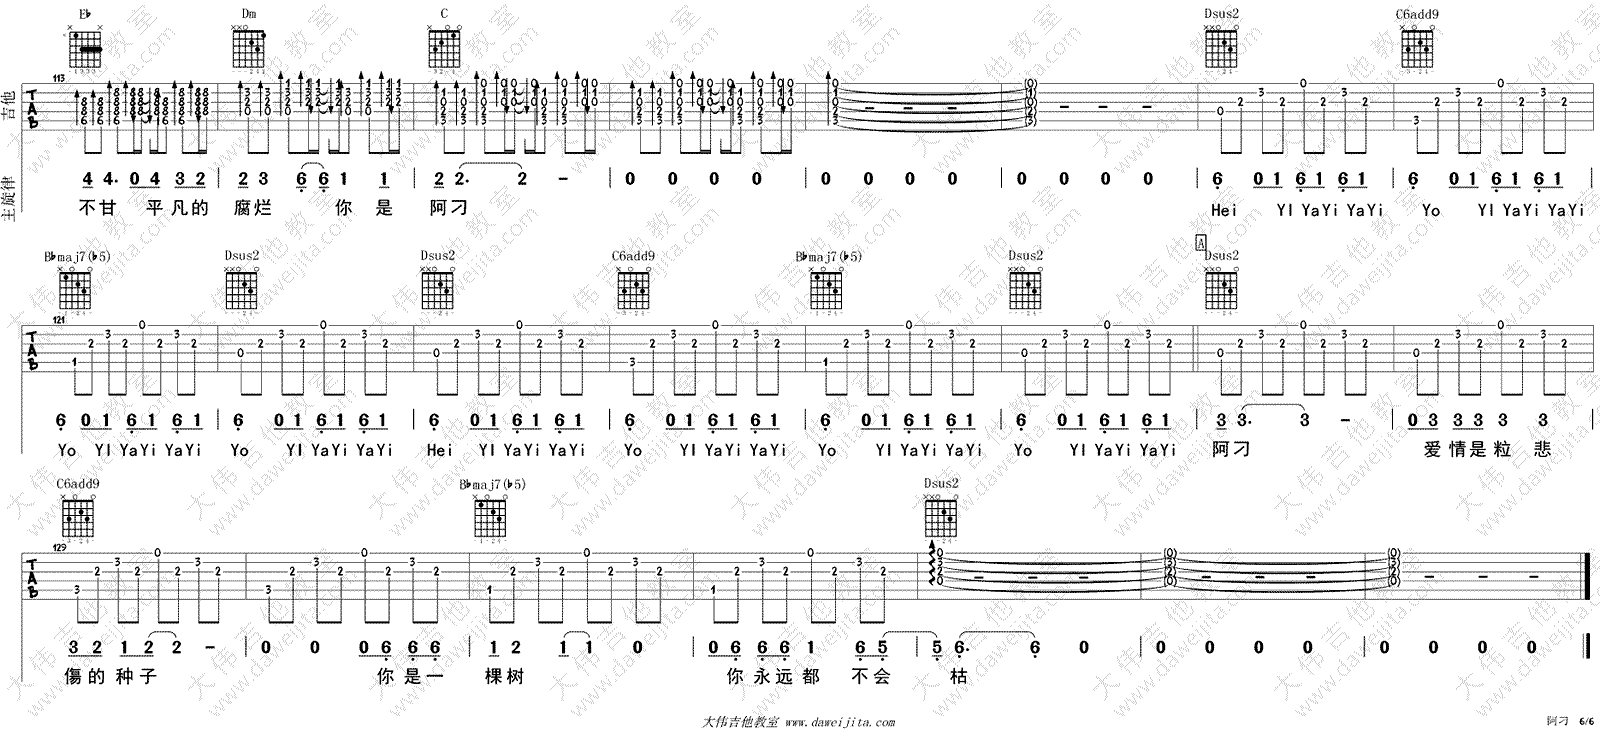 E♭ Dm C Dsus2 C6add9
113
吉他 TAB
主旋律 4 4. 0 4 3 2 2 3 6 6 1 1 2 2. 2 - 0 0 0 0 0 0 0 0 0 0 0 0 6 0 1 6 1 6 1 6 0 1 6 1 6 1
不甘 平凡的 腐烂 你是 阿刁 Hei YI YaYi YaYi Yo YI YaYi YaYi
A
B♭maj7(♭5) Dsus2 Dsus2 C6add9 B♭maj7(♭5) Dsus2 Dsus2
121
TAB
6 0 1 6 1 6 1 6 0 1 6 1 6 1 6 0 1 6 1 6 1 6 0 1 6 1 6 1 6 0 1 6 1 6 1 6 0 1 6 1 6 1 3 3. 3 - 0 3 3 3 3 3
Yo YI YaYi YaYi Yo YI YaYi YaYi Hei YI YaYi YaYi Yo YI YaYi YaYi Yo YI YaYi YaYi Yo YI YaYi YaYi 阿刁 爱情是粒 悲
C6add9 B♭maj7(♭5) Dsus2
129
TAB
3 2 1 2 2 - 0 0 0 6 6 6 1 2 1 1 0 0 6 6 6 1 6 5 5 6. 6 0 0 0 0 0 0 0 0 0
傷的种子 你是一 棵树 你永远都 不会 枯
大伟吉他教室 www.daweijita.com
阿刁 6/6